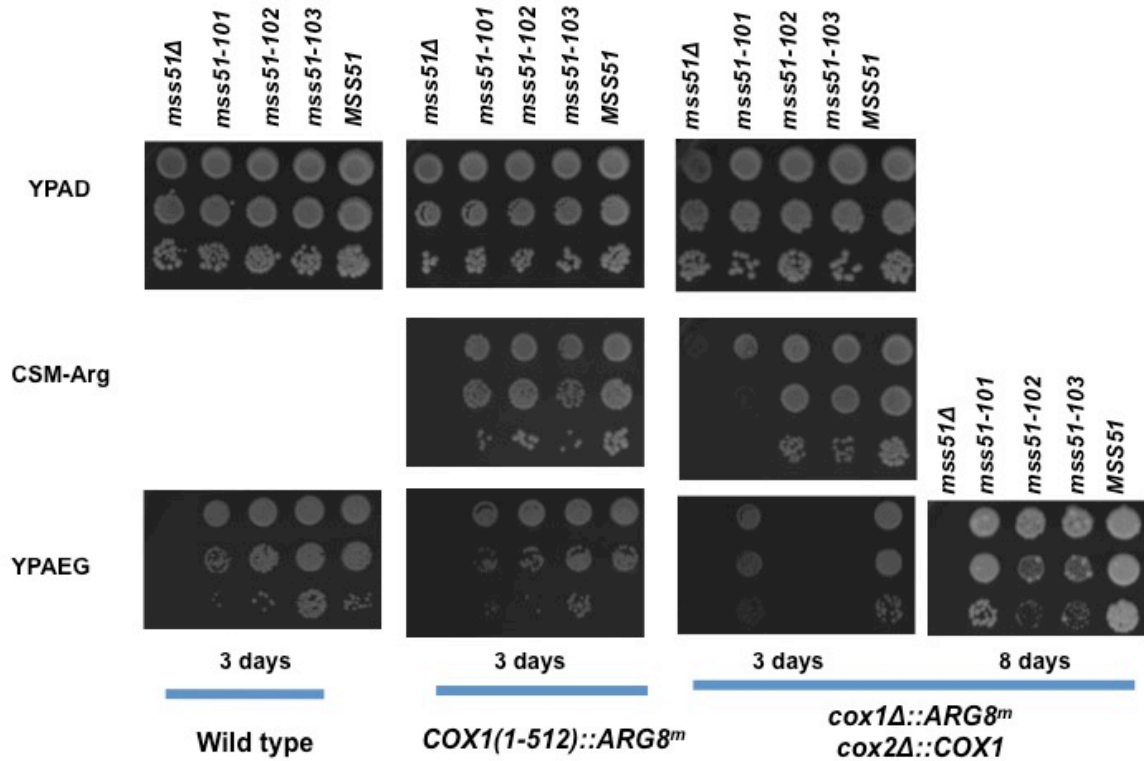 mss51Δ mss51-101 mss51-102 mss51-103 MSS51
mss51Δ mss51-101 mss51-102 mss51-103 MSS51
mss51Δ mss51-101 mss51-102 mss51-103 MSS51
YPAD
CSM-Arg
mss51Δ mss51-101 mss51-102 mss51-103 MSS51
YPAEG
3 days 3 days 3 days 8 days
Wild type
COX1(1-512)::ARG8ᵐ
cox1Δ::ARG8ᵐ
cox2Δ::COX1